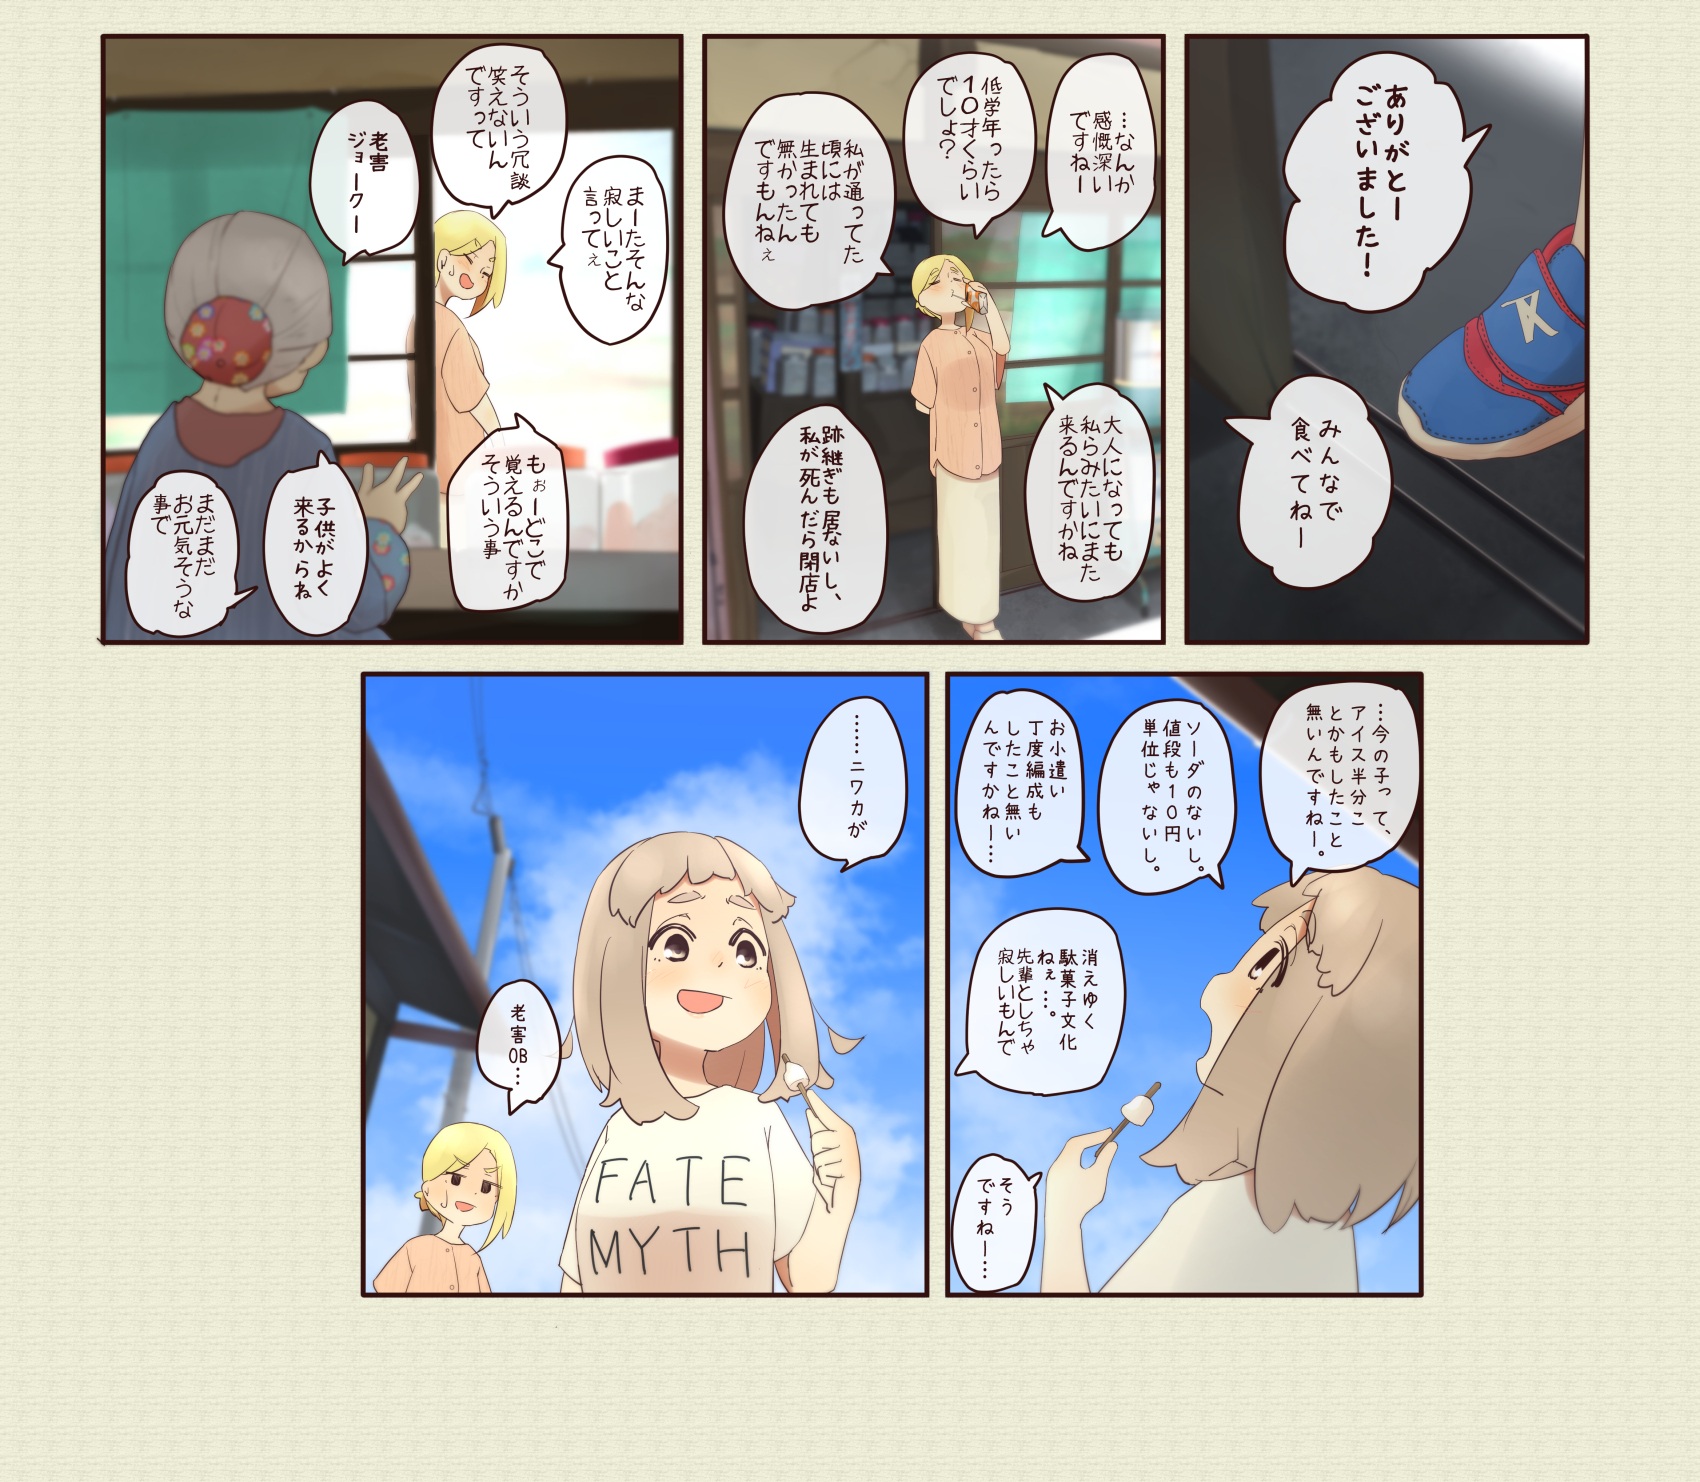 ありがとー
ございました！
みんなで
食べてねー
…なんか
感慨深い
ですねー
低学年ったら
１０才くらい
でしょ？
私が通ってた
頃には
生まれても
無かったん
ですもんねぇ
大人になっても
私らみたいにまた
来るんですかね
跡継ぎも居ないし、
私が死んだら閉店よ
まーたそんな
寂しいこと
言ってぇ
そういう冗談
笑えないん
ですって
老害
ジョークー
もぉーどこで
覚えるんですか
そういう事
子供がよく
来るからね
まだまだ
お元気そうな
事で
…今の子って、
アイス半分こ
とかもしたこと
無いんですねー。
ソーダのないし。
値段も１０円
単位じゃないし。
お小遣い
丁度編成も
したこと無い
んですかねー…
消えゆく
駄菓子文化
ねぇ…。
先輩としちゃ
寂しいもんで
そう
ですねー…
……ニワカが
老害
OB…
FATE
MYTH